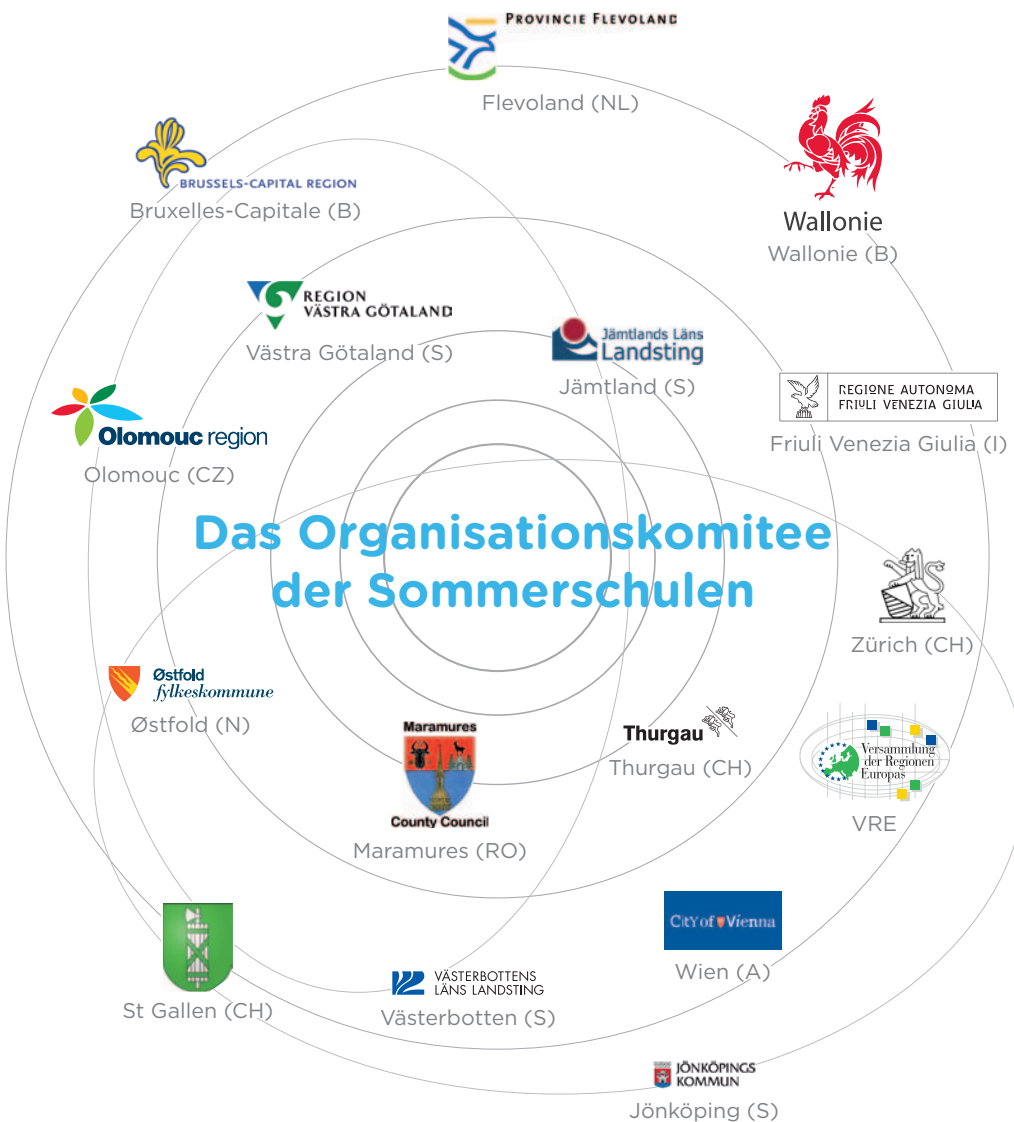 PROVINCIE FLEVOLAND
Flevoland (NL)
BRUSSELS-CAPITAL REGION
Bruxelles-Capitale (B)
Wallonie
Wallonie (B)
REGION
VÄSTRA GÖTALAND
Västra Götaland (S)
Jämtlands Läns
Landsting
Jämtland (S)
REGIONE AUTONOMA
FRIULI VENEZIA GIULIA
Friuli Venezia Giulia (I)
Olomouc region
Olomouc (CZ)
Das Organisationskomitee
der Sommerschulen
Zürich (CH)
Østfold
fylkeskommune
Østfold (N)
Maramures
County Council
Maramures (RO)
Thurgau
Thurgau (CH)
Versammlung
der Regionen
Europas
VRE
St Gallen (CH)
VÄSTERBOTTENS
LÄNS LANDSTING
Västerbotten (S)
CITY of Vienna
Wien (A)
JÖNKÖPINGS
KOMMUN
Jönköping (S)